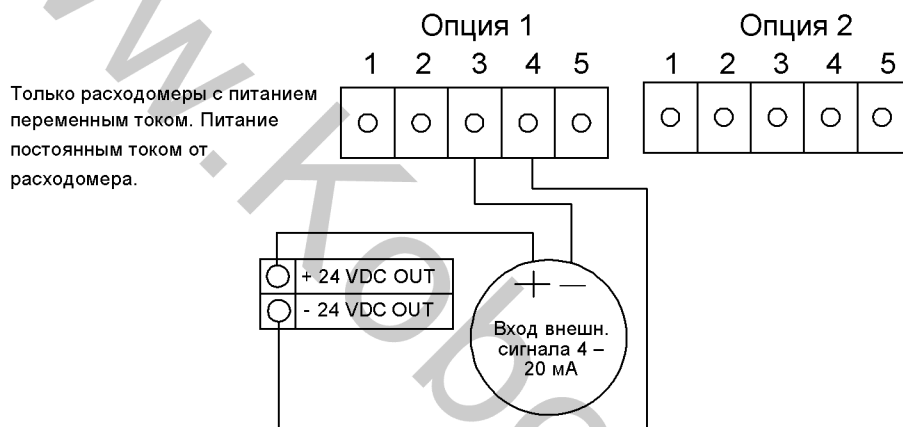 Опция 1
Опция 2
1 2 3 4 5
1 2 3 4 5
Только расходомеры с питанием
переменным током. Питание
постоянным током от
расходомера.
+ 24 VDC OUT
- 24 VDC OUT
+ —
Вход внешн.
сигнала 4 –
20 мА
w.Kobo